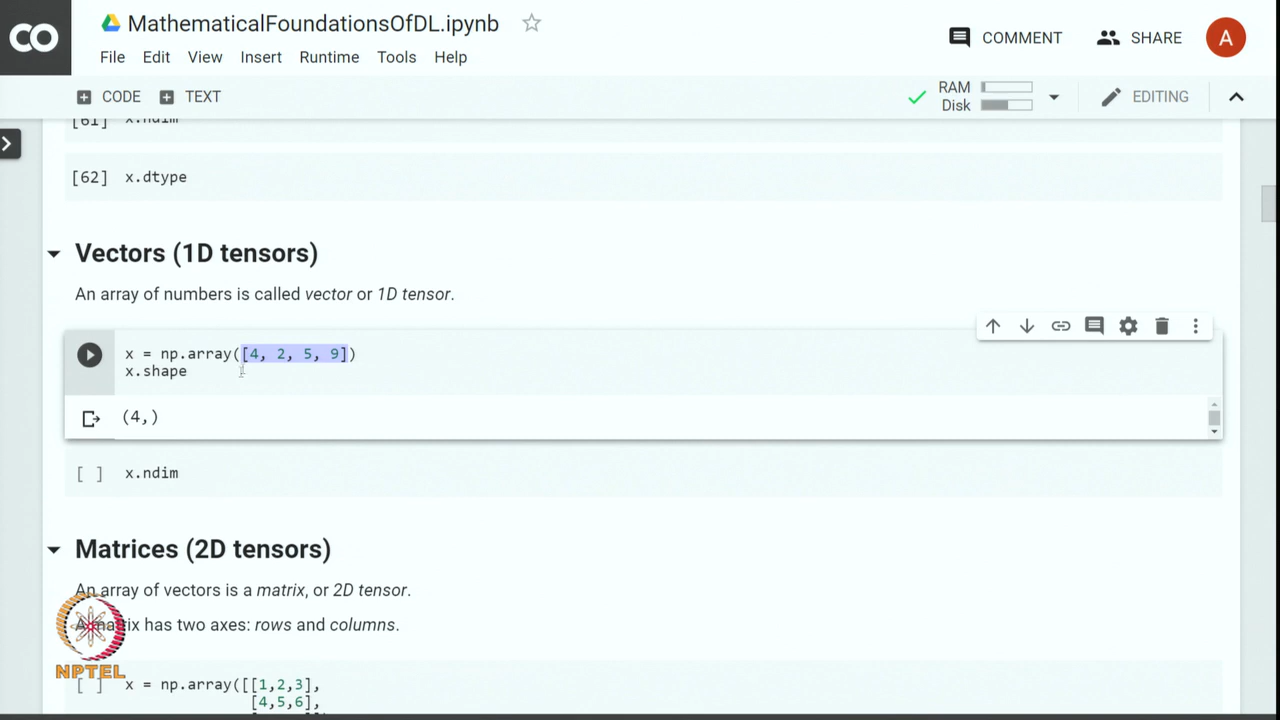 CO MathematicalFoundationsOfDL.ipynb
File Edit View Insert Runtime Tools Help
COMMENT SHARE A
CODE TEXT RAM Disk EDITING
[61] x.ndim
[62] x.dtype
Vectors (1D tensors)
An array of numbers is called vector or 1D tensor.
x = np.array([4, 2, 5, 9])
x.shape
(4,)
[ ] x.ndim
Matrices (2D tensors)
An array of vectors is a matrix, or 2D tensor.
A matrix has two axes: rows and columns.
NPTEL
[ ] x = np.array([[1,2,3],
[4,5,6],